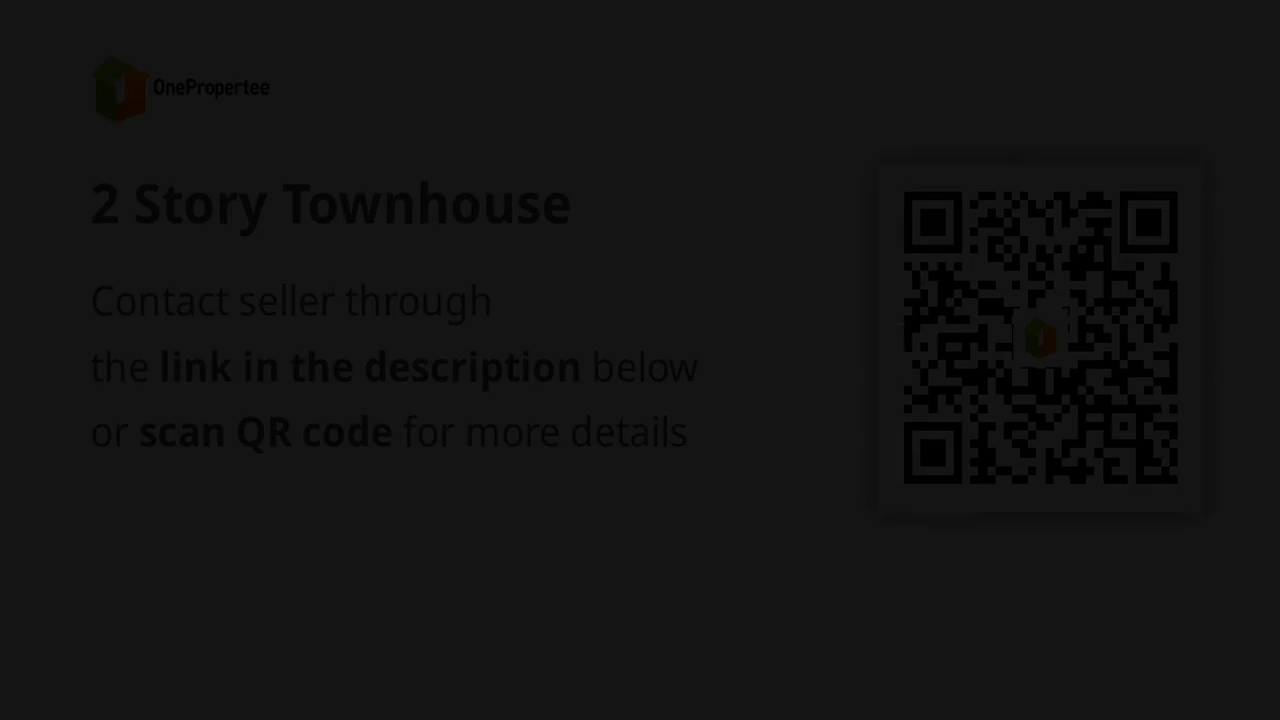 OnePropertee
2 Story Townhouse
Contact seller through
the link in the description below
or scan QR code for more details